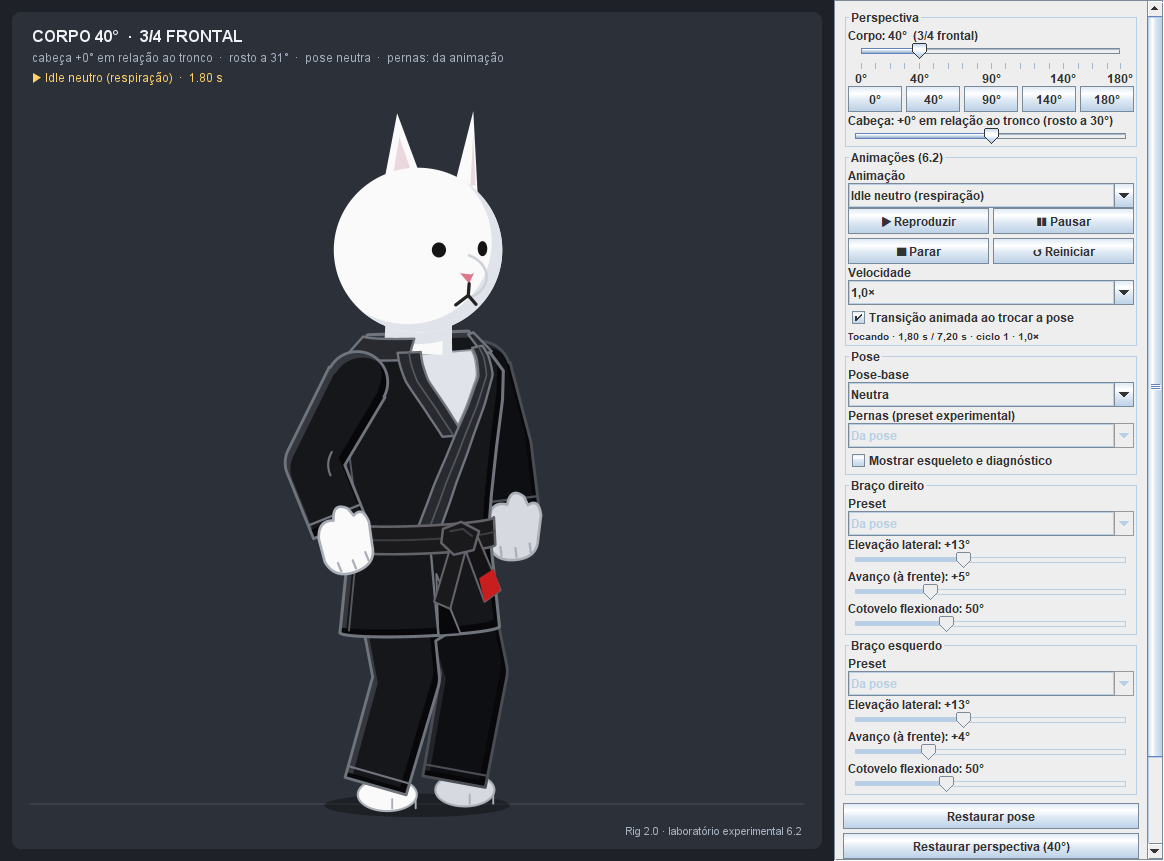 CORPO 40° · 3/4 FRONTAL
cabeça +0° em relação ao tronco · rosto a 31° · pose neutra · pernas: da animação
▶ Idle neutro (respiração) · 1.80 s
Rig 2.0 · laboratório experimental 6.2
Perspectiva
Corpo: 40° (3/4 frontal)
0° 40° 90° 140° 180°
0° 40° 90° 140° 180°
Cabeça: +0° em relação ao tronco (rosto a 30°)
Animações (6.2)
Animação
Idle neutro (respiração)
▶ Reproduzir ▮▮ Pausar
■ Parar ↺ Reiniciar
Velocidade
1,0×
Transição animada ao trocar a pose
Tocando · 1,80 s / 7,20 s · ciclo 1 · 1,0×
Pose
Pose-base
Neutra
Pernas (preset experimental)
Da pose
Mostrar esqueleto e diagnóstico
Braço direito
Preset
Da pose
Elevação lateral: +13°
Avanço (à frente): +5°
Cotovelo flexionado: 50°
Braço esquerdo
Preset
Da pose
Elevação lateral: +13°
Avanço (à frente): +4°
Cotovelo flexionado: 50°
Restaurar pose
Restaurar perspectiva (40°)